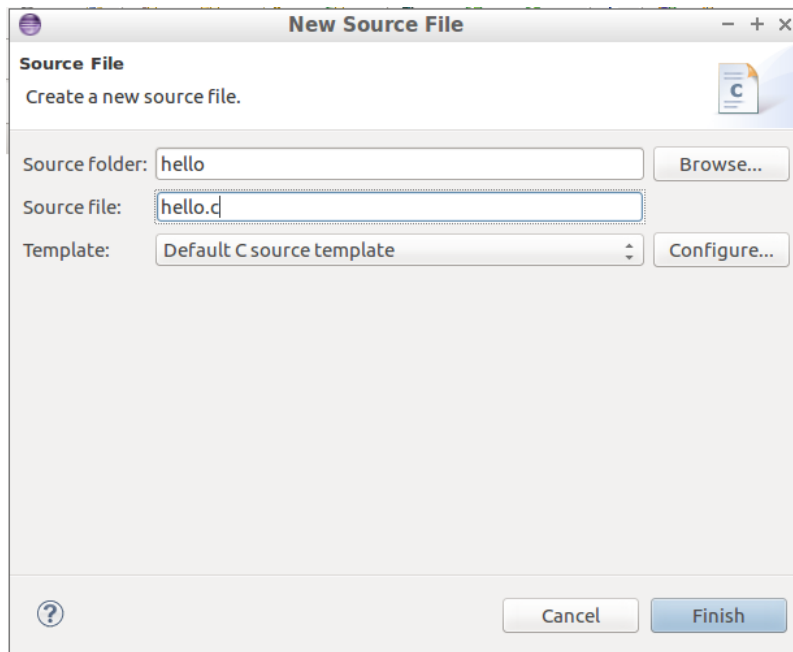 New Source File
Source File
Create a new source file.
C
Source folder: hello Browse...
Source file: hello.c
Template: Default C source template Configure...
? Cancel Finish